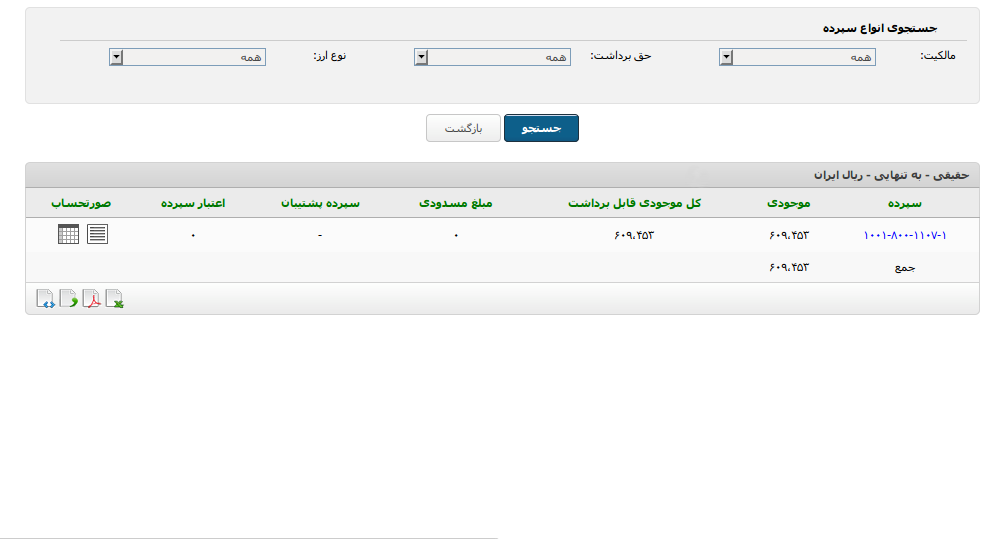 جستجوی انواع سپرده
مالکیت: همه حق برداشت: همه نوع ارز: همه
جستجو بازگشت
حقیقی - به تنهایی - ریال ایران
سپرده موجودی کل موجودی قابل برداشت مبلغ مسدودی سپرده پشتیبان اعتبار سپرده صورتحساب
۱۰۰۱-۸۰۰-۱۱۰۷-۱ ۶۰۹،۴۵۳ ۶۰۹،۴۵۳ ۰ - ۰
جمع ۶۰۹،۴۵۳